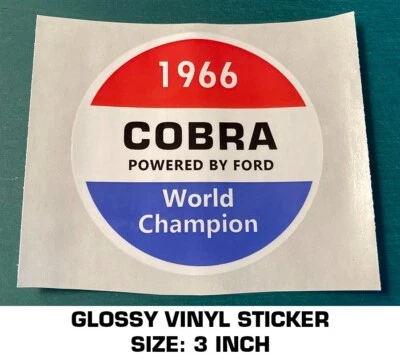 1966
COBRA
POWERED BY FORD
World
Champion
GLOSSY VINYL STICKER
SIZE: 3 INCH